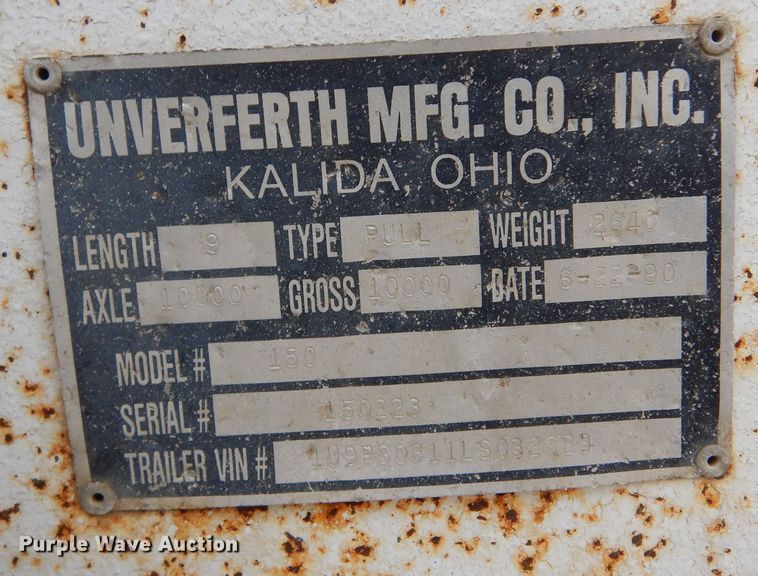 UNVERFERTH MFG. CO., INC.
KALIDA, OHIO
LENGTH 9 TYPE PULL WEIGHT 2640
AXLE 10000 GROSS 10000 DATE 6-22-90
MODEL # 150
SERIAL # 150223
TRAILER VIN #
Purple Wave Auction